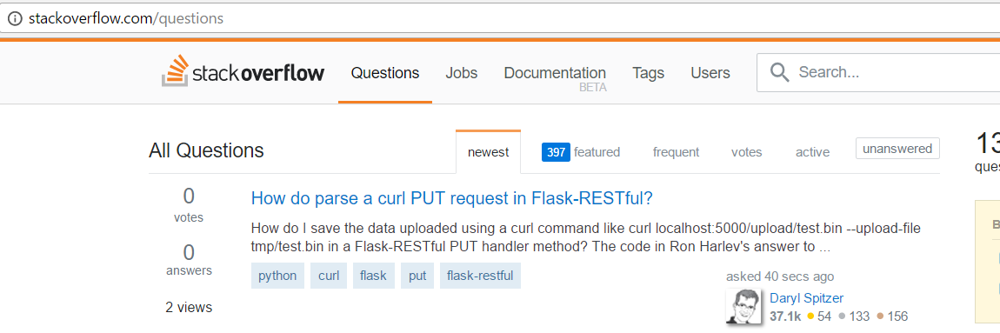 stackoverflow.com/questions
stackoverflow Questions Jobs Documentation Tags Users Search...
BETA
All Questions newest 397 featured frequent votes active unanswered
13
0
votes
How do parse a curl PUT request in Flask-RESTful?
How do I save the data uploaded using a curl command like curl localhost:5000/upload/test.bin --upload-file
tmp/test.bin in a Flask-RESTful PUT handler method? The code in Ron Harlev's answer to ...
0
answers
python curl flask put flask-restful
asked 40 secs ago
2 views
Daryl Spitzer
37.1k 54 133 156